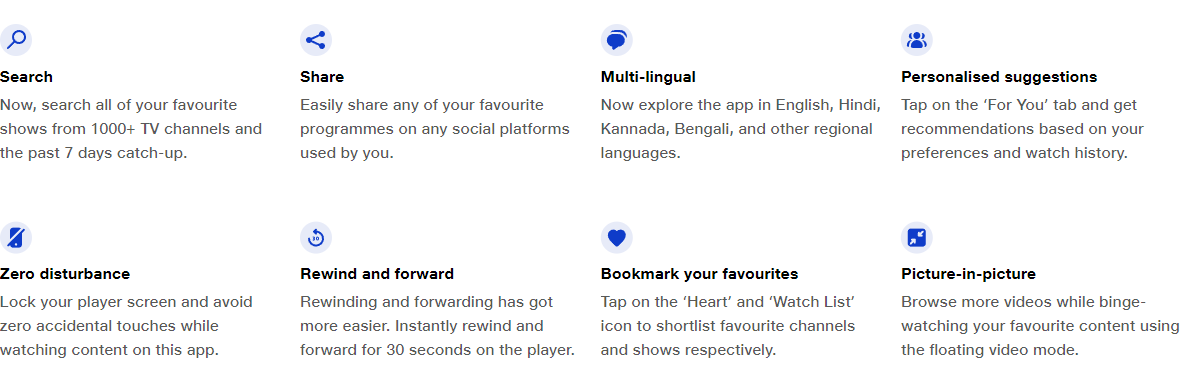 Search
Now, search all of your favourite
shows from 1000+ TV channels and
the past 7 days catch-up.
Share
Easily share any of your favourite
programmes on any social platforms
used by you.
Multi-lingual
Now explore the app in English, Hindi,
Kannada, Bengali, and other regional
languages.
Personalised suggestions
Tap on the ‘For You’ tab and get
recommendations based on your
preferences and watch history.
Zero disturbance
Lock your player screen and avoid
zero accidental touches while
watching content on this app.
30
Rewind and forward
Rewinding and forwarding has got
more easier. Instantly rewind and
forward for 30 seconds on the player.
Bookmark your favourites
Tap on the ‘Heart’ and ‘Watch List’
icon to shortlist favourite channels
and shows respectively.
Picture-in-picture
Browse more videos while binge-
watching your favourite content using
the floating video mode.